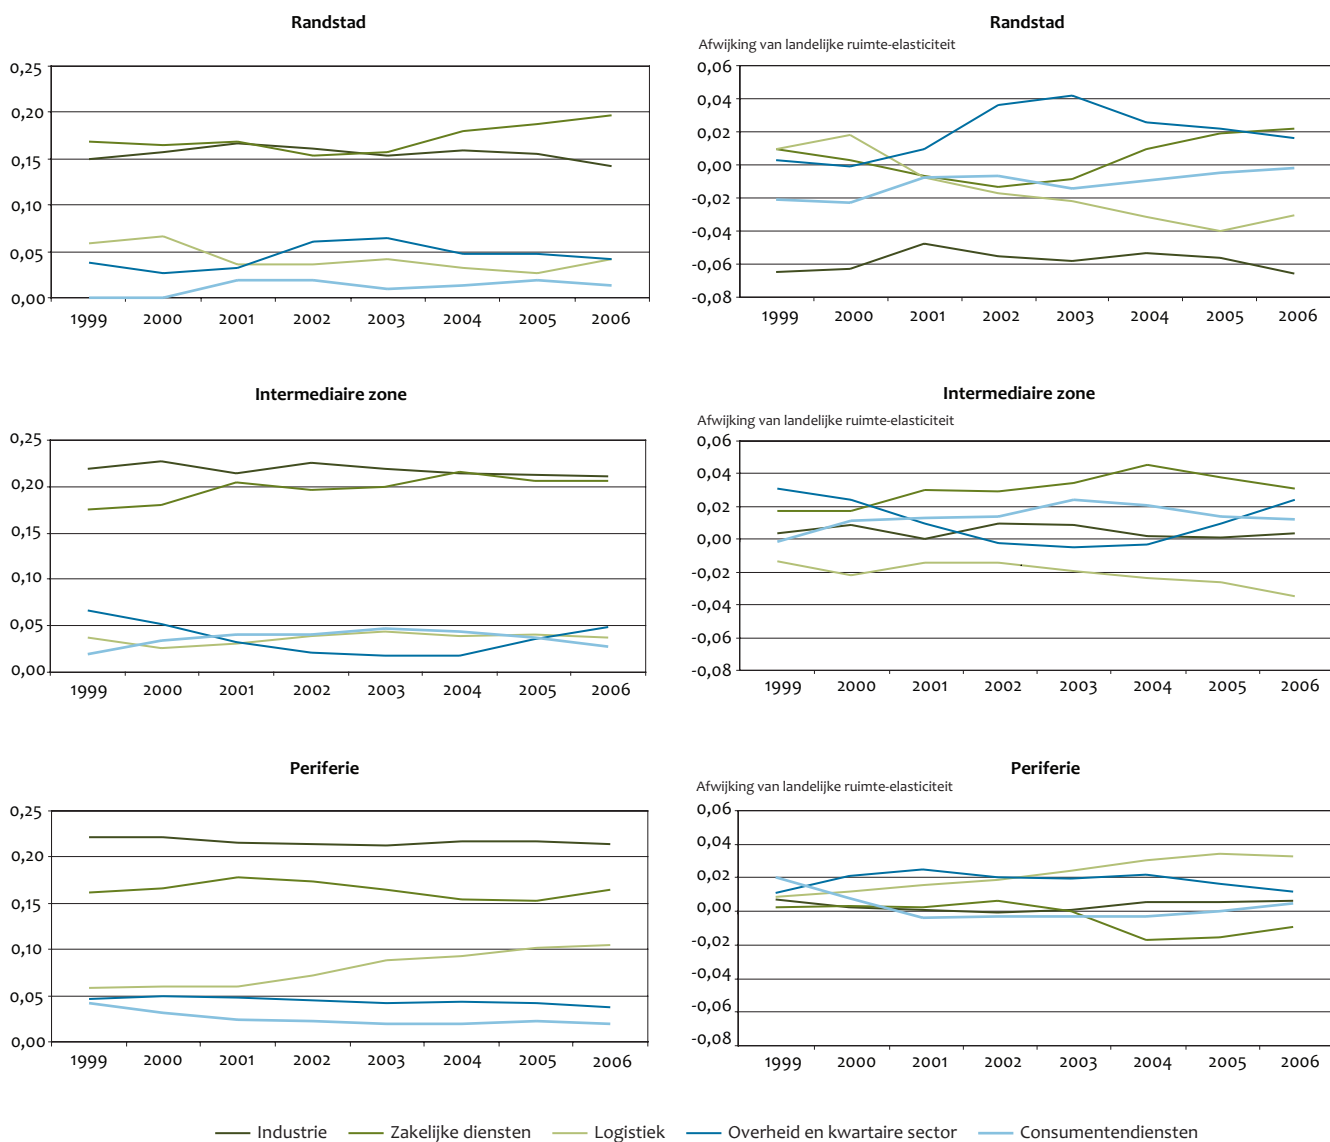 Randstad
0,25
0,20
0,15
0,10
0,05
0,00
1999 2000 2001 2002 2003 2004 2005 2006
Randstad
Afwijking van landelijke ruimte-elasticiteit
0,06
0,04
0,02
0,00
-0,02
-0,04
-0,06
-0,08
1999 2000 2001 2002 2003 2004 2005 2006
Intermediaire zone
0,25
0,20
0,15
0,10
0,05
0,00
1999 2000 2001 2002 2003 2004 2005 2006
Intermediaire zone
Afwijking van landelijke ruimte-elasticiteit
0,06
0,04
0,02
0,00
-0,02
-0,04
-0,06
-0,08
1999 2000 2001 2002 2003 2004 2005 2006
Periferie
0,25
0,20
0,15
0,10
0,05
0,00
1999 2000 2001 2002 2003 2004 2005 2006
Periferie
Afwijking van landelijke ruimte-elasticiteit
0,06
0,04
0,02
0,00
-0,02
-0,04
-0,06
-0,08
1999 2000 2001 2002 2003 2004 2005 2006
Industrie Zakelijke diensten Logistiek Overheid en kwartaire sector Consumentendiensten